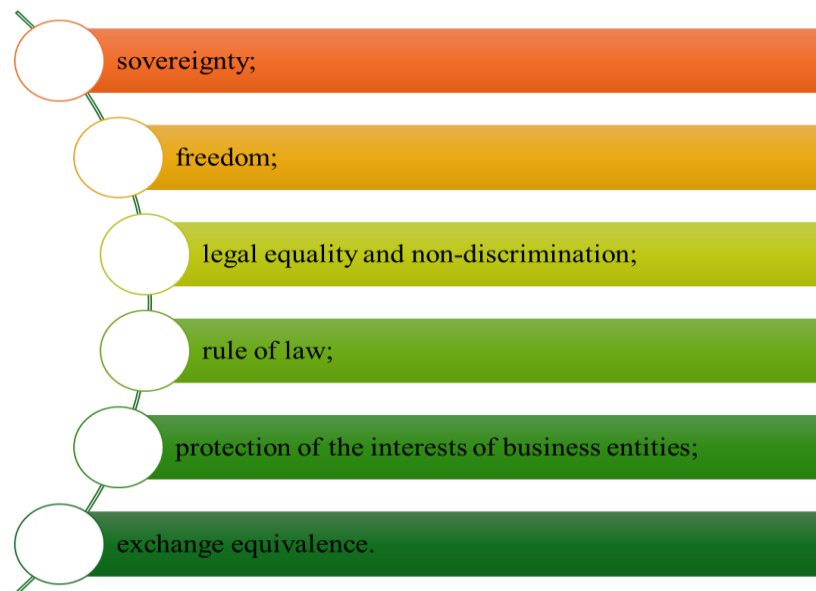 sovereignty;
freedom;
legal equality and non-discrimination;
rule of law;
protection of the interests of business entities;
exchange equivalence.